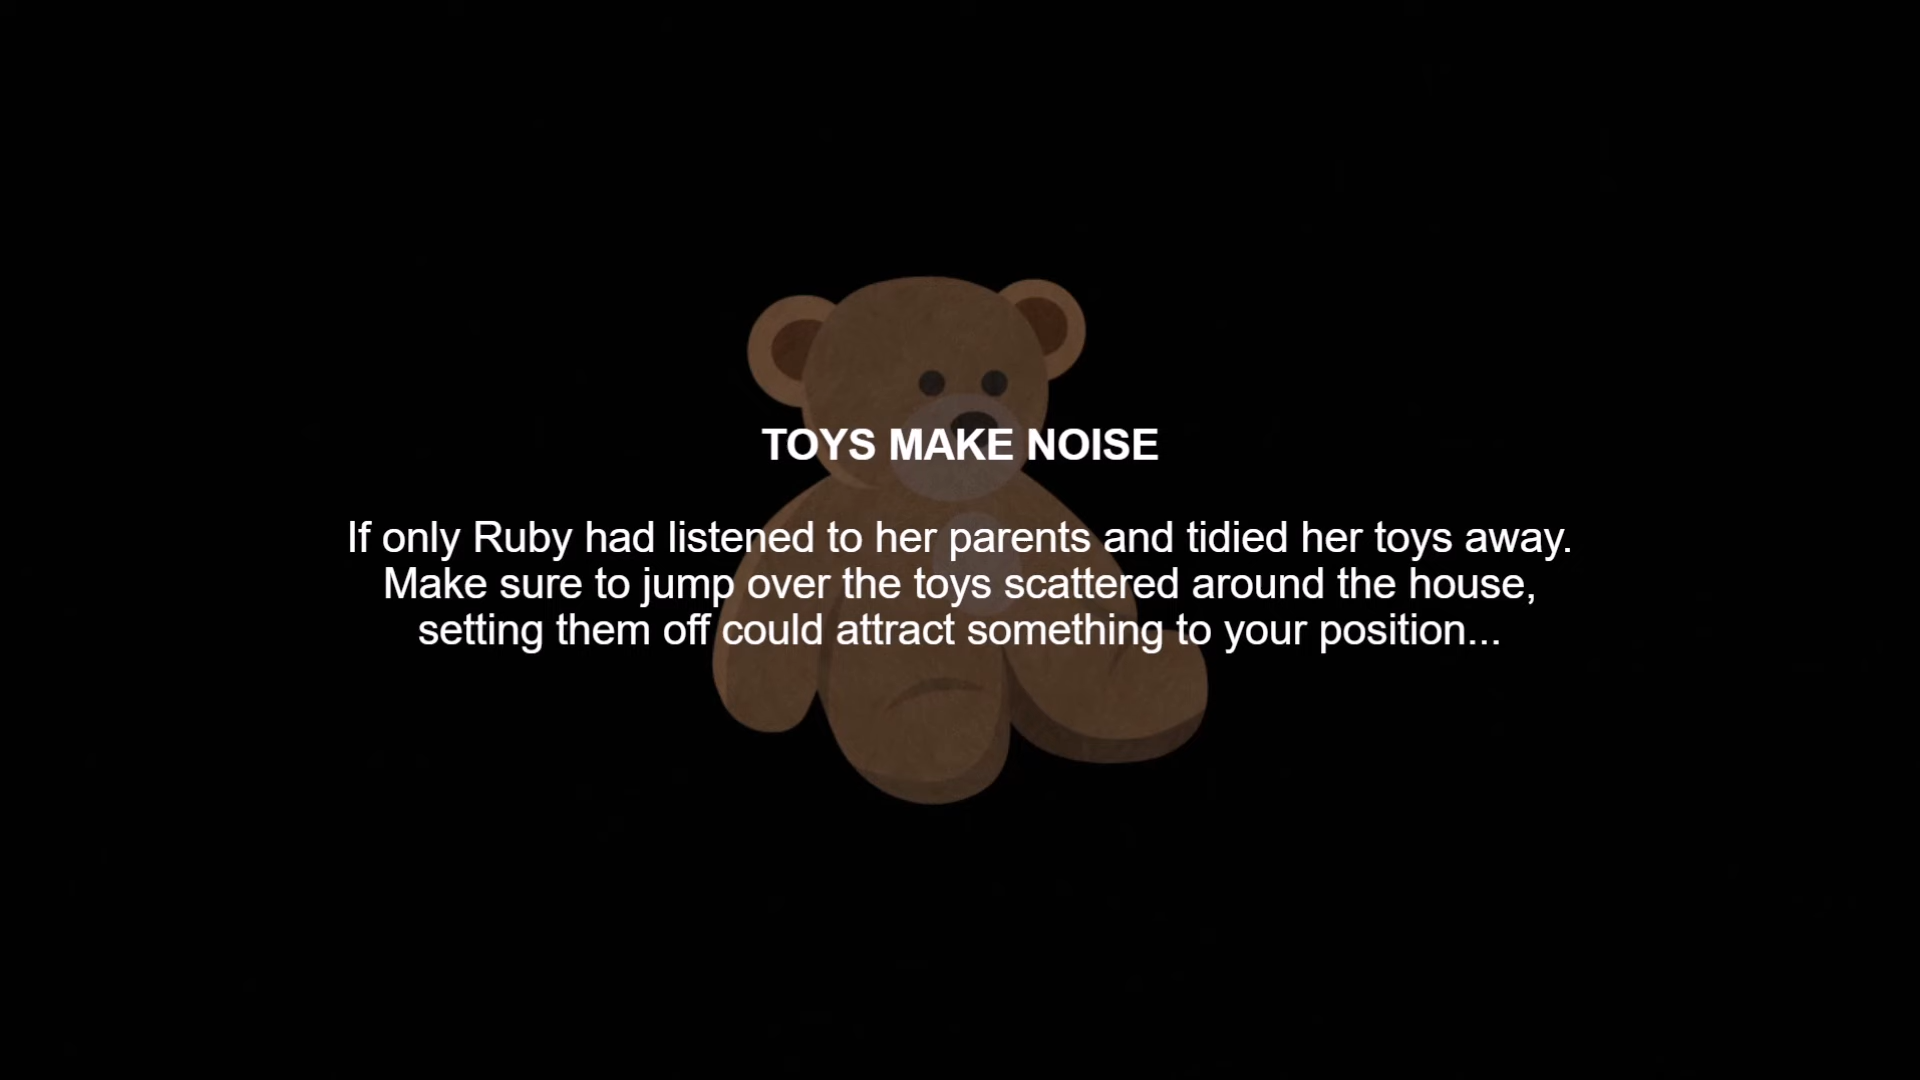 TOYS MAKE NOISE
If only Ruby had listened to her parents and tidied her toys away.
Make sure to jump over the toys scattered around the house,
setting them off could attract something to your position...